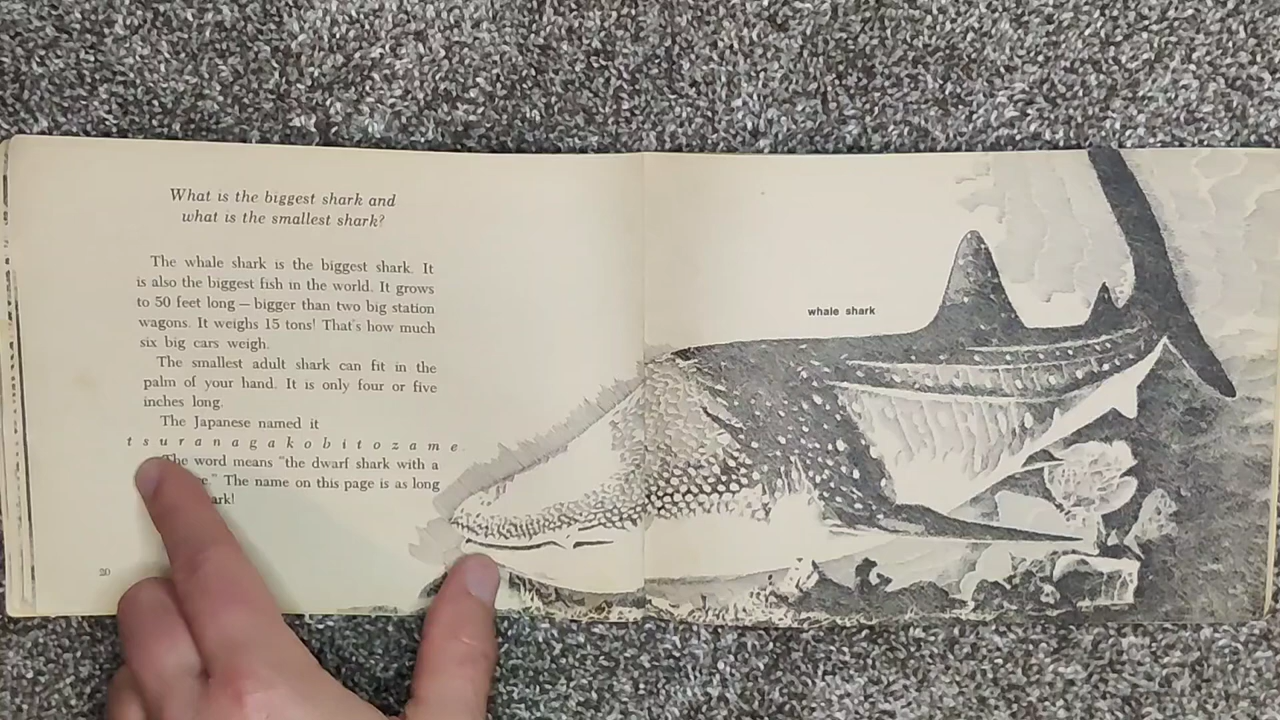 What is the biggest shark and
what is the smallest shark?
The whale shark is the biggest shark. It
is also the biggest fish in the world. It grows
to 50 feet long — bigger than two big station
wagons. It weighs 15 tons! That's how much
six big cars weigh.
The smallest adult shark can fit in the
palm of your hand. It is only four or five
inches long.
The Japanese named it
t s u r a n a g a k o b i t o z a m e.
The word means "the dwarf shark with a
The name on this page is as long
20
whale shark